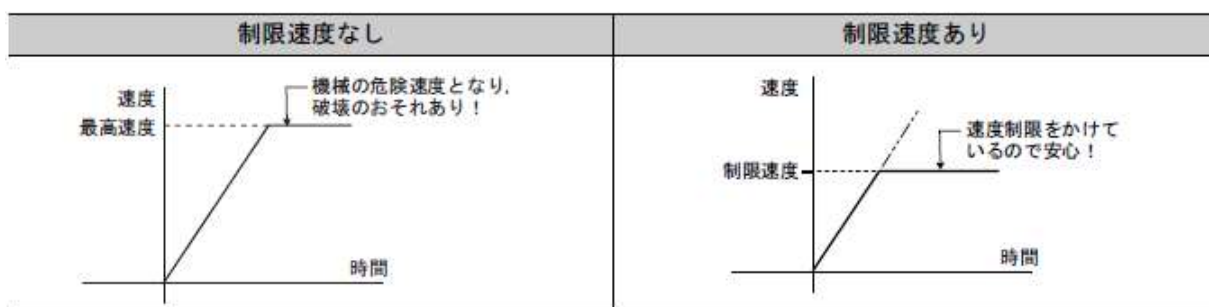 制限速度なし
制限速度あり
速度
最高速度
機械の危険速度となり,
破壊のおそれあり！
時間
速度
制限速度
速度制限をかけて
いるので安心！
時間